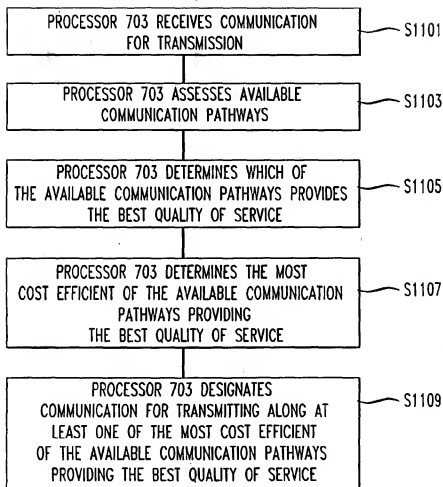 PROCESSOR 703 RECEIVES COMMUNICATION
FOR TRANSMISSION
S1101
PROCESSOR 703 ASSESSES AVAILABLE
COMMUNICATION PATHWAYS
S1103
PROCESSOR 703 DETERMINES WHICH OF
THE AVAILABLE COMMUNICATION PATHWAYS PROVIDES
THE BEST QUALITY OF SERVICE
S1105
PROCESSOR 703 DETERMINES THE MOST
COST EFFICIENT OF THE AVAILABLE COMMUNICATION
PATHWAYS PROVIDING
THE BEST QUALITY OF SERVICE
S1107
PROCESSOR 703 DESIGNATES
COMMUNICATION FOR TRANSMITTING ALONG AT
LEAST ONE OF THE MOST COST EFFICIENT
OF THE AVAILABLE COMMUNICATION PATHWAYS
PROVIDING THE BEST QUALITY OF SERVICE
S1109